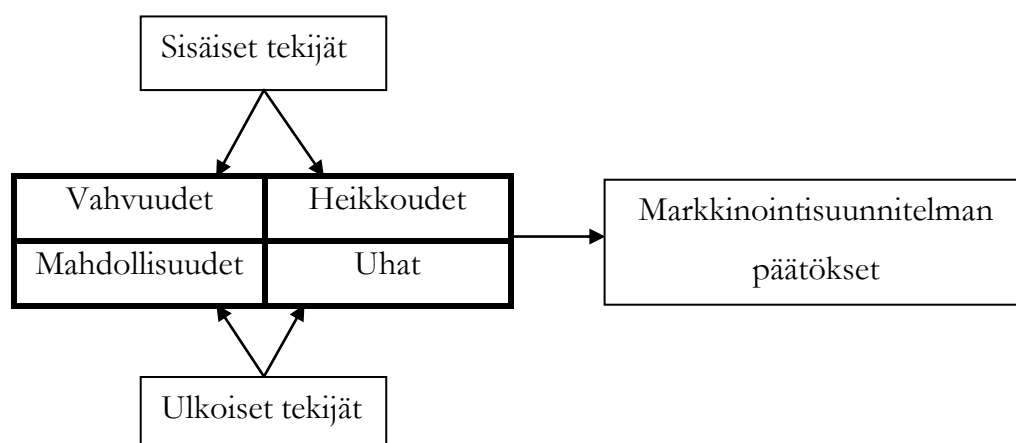 Sisäiset tekijät
Vahvuudet
Heikkoudet
Mahdollisuudet
Uhat
Markkinointisuunnitelman
päätökset
Ulkoiset tekijät